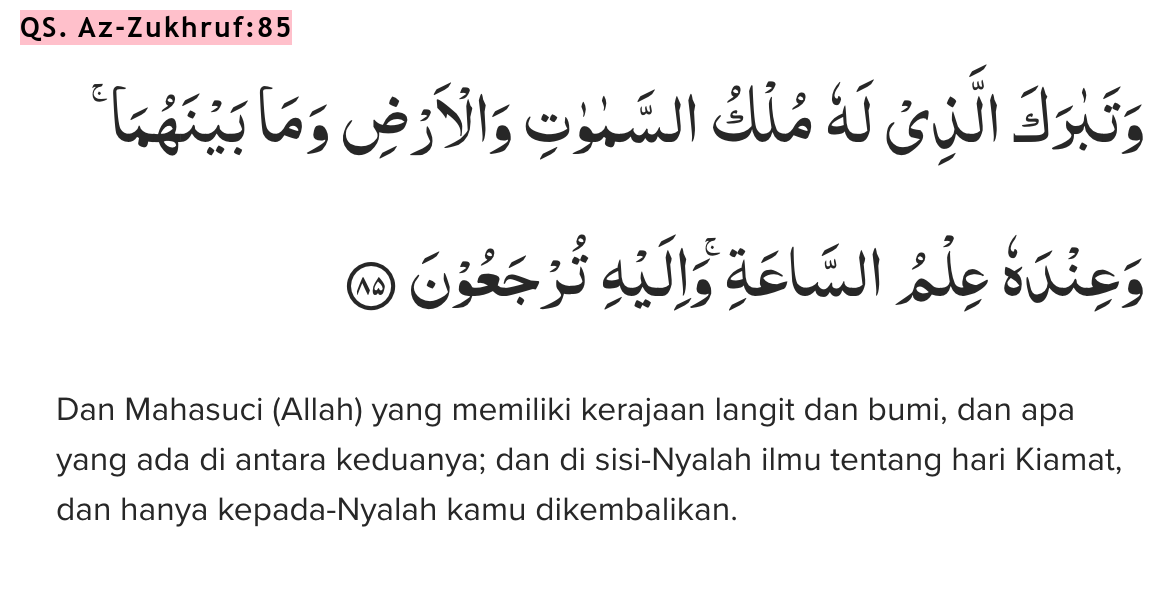 QS. Az-Zukhruf:85
وَتَبٰرَكَ الَّذِيْ لَهٗ مُلْكُ السَّمٰوٰتِ وَالْاَرْضِ وَمَا بَيْنَهُمَا ۚ
وَعِنْدَهٗ عِلْمُ السَّاعَةِ ۚوَاِلَيْهِ تُرْجَعُوْنَ ۝٨٥
Dan Mahasuci (Allah) yang memiliki kerajaan langit dan bumi, dan apa
yang ada di antara keduanya; dan di sisi-Nyalah ilmu tentang hari Kiamat,
dan hanya kepada-Nyalah kamu dikembalikan.